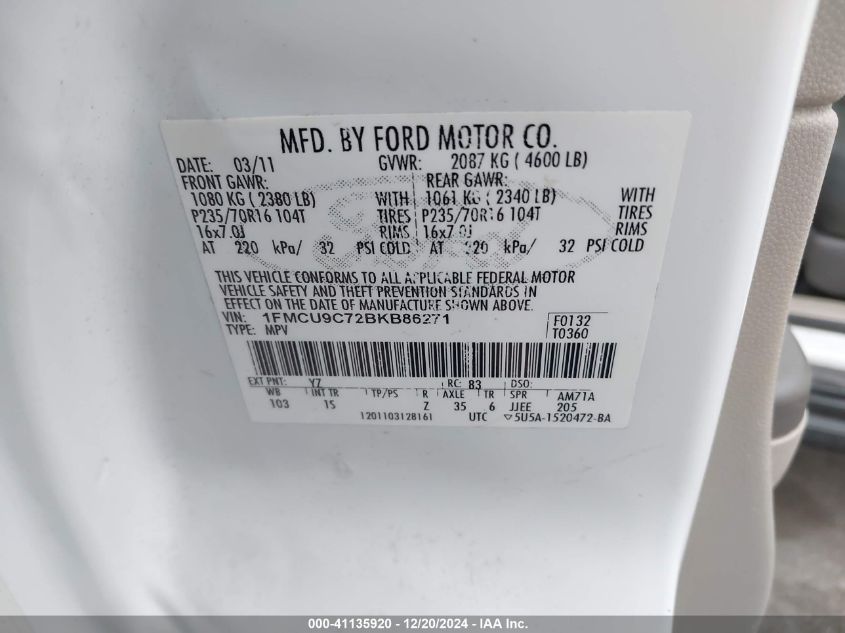 MFD. BY FORD MOTOR CO.
DATE: 03/11 GVWR: 2087 KG ( 4600 LB)
FRONT GAWR: REAR GAWR:
1080 KG ( 2380 LB) WITH 1061 KG ( 2340 LB) WITH
P235/70R16 104T TIRES P235/70R16 104T TIRES
16x7.0J RIMS 16x7.0J RIMS
AT 220 kPa/ 32 PSI COLD AT 220 kPa/ 32 PSI COLD
THIS VEHICLE CONFORMS TO ALL APPLICABLE FEDERAL MOTOR
VEHICLE SAFETY AND THEFT PREVENTION STANDARDS IN
EFFECT ON THE DATE OF MANUFACTURE SHOWN ABOVE.
VIN: 1FMCU9C72BKB86271 F0132
TYPE: MPV T0360
EXT PNT: YZ RC: 83 DSO:
WB INT TR TP/PS R AXLE TR SPR AM71A
103 1S Z 35 6 JJEE 205
1201103128161 UTC ▽5U5A-1520472-BA
Ford
000-41135920 - 12/20/2024 - IAA Inc.